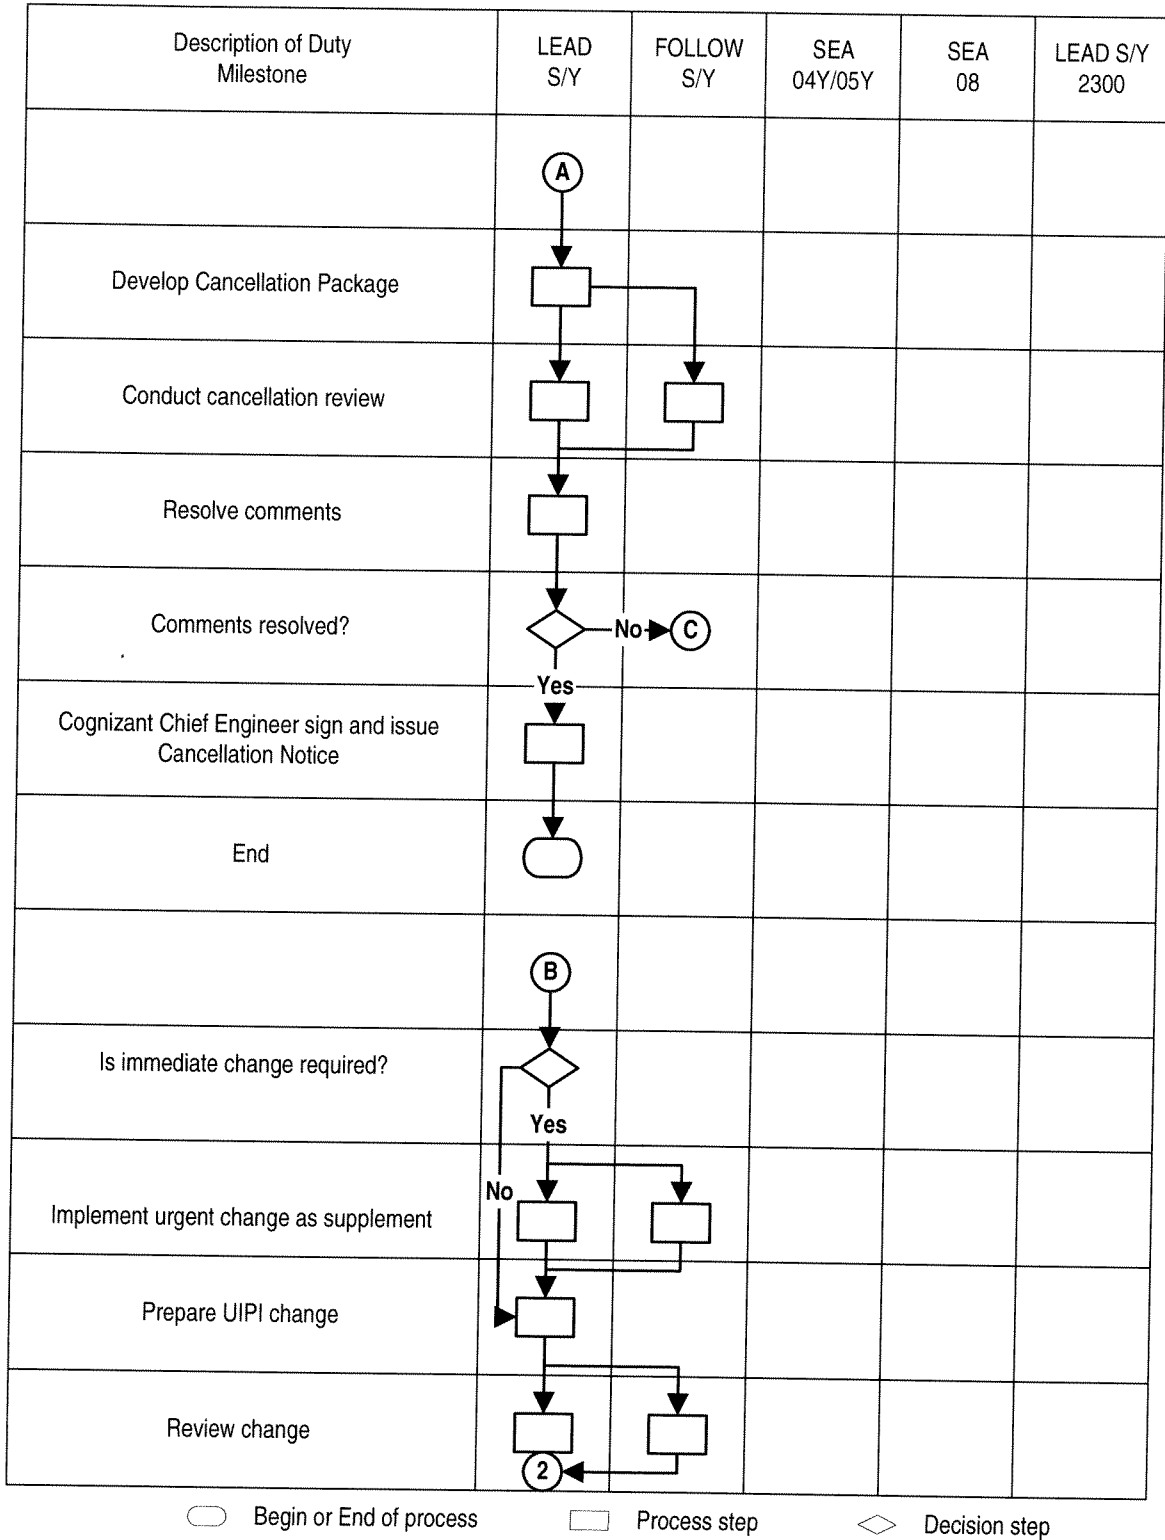 Description of Duty
Milestone
LEAD
S/Y
FOLLOW
S/Y
SEA
04Y/05Y
SEA
08
LEAD S/Y
2300
A
Develop Cancellation Package
Conduct cancellation review
Resolve comments
Comments resolved?
No
C
Yes
Cognizant Chief Engineer sign and issue
Cancellation Notice
End
B
Is immediate change required?
Yes
No
Implement urgent change as supplement
Prepare UIPI change
Review change
2
Begin or End of process
Process step
Decision step